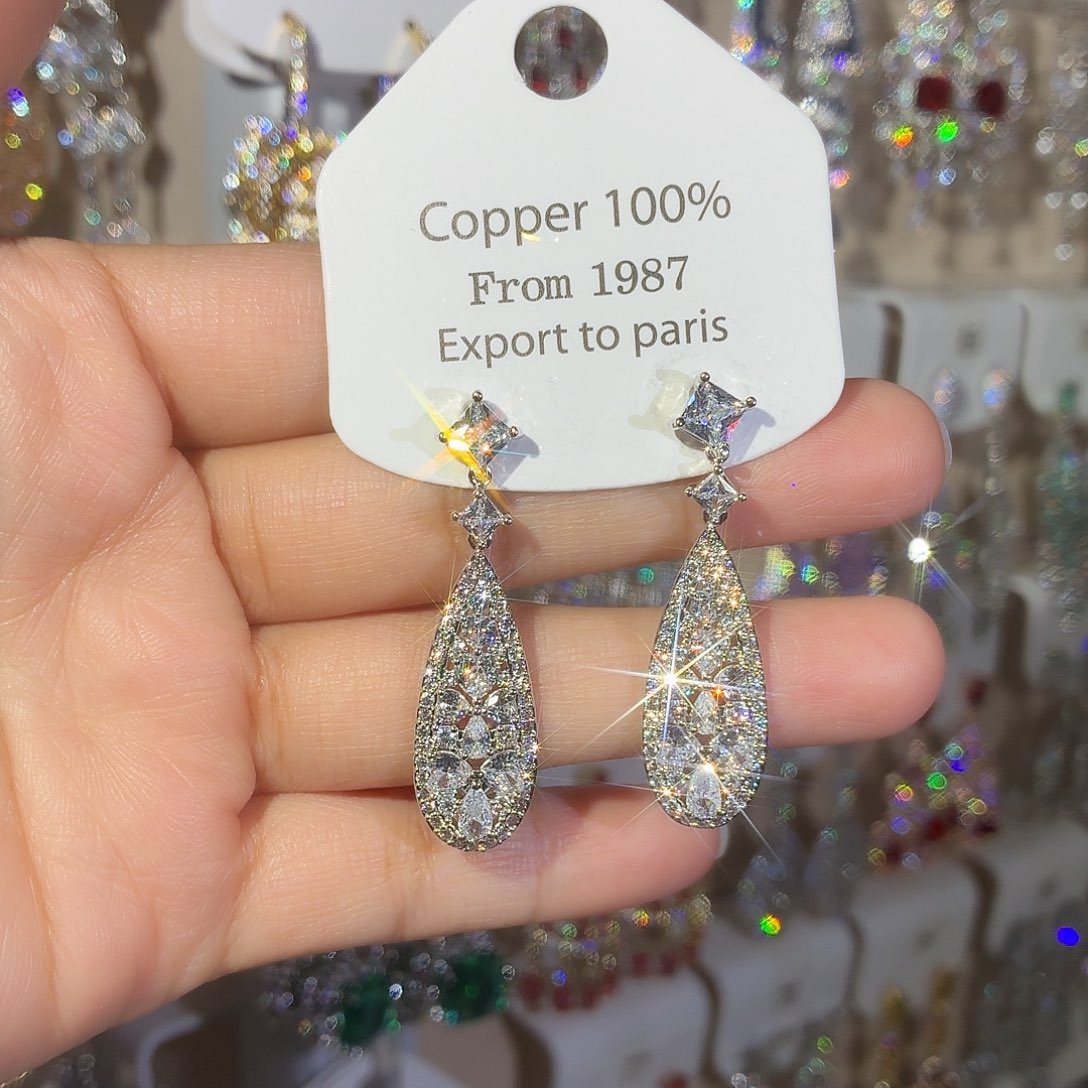 Copper 100%
From 1987
Export to paris